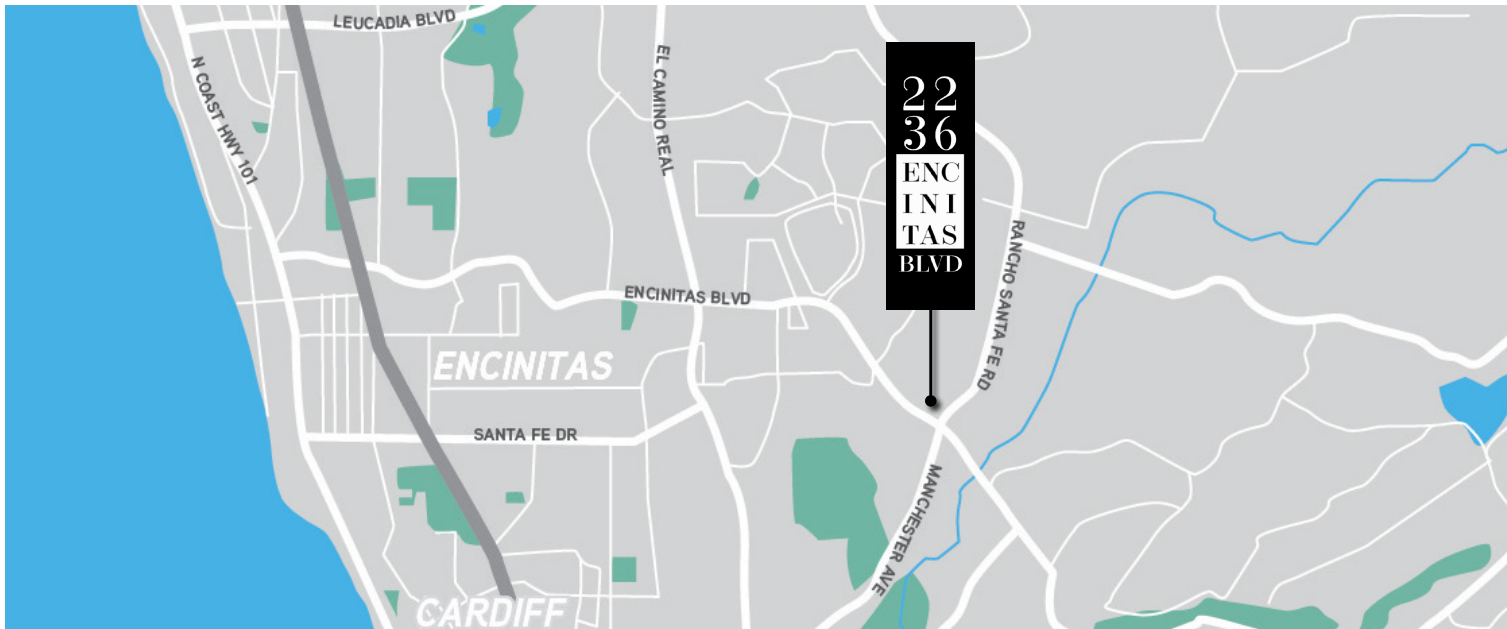 LEUCADIA BLVD
N COAST HWY 101
EL CAMINO REAL
22
36
ENC
INI
TAS
BLVD
RANCHO SANTA FE RD
ENCINITAS BLVD
ENCINITAS
SANTA FE DR
MANCHESTER AVE
CARDIFF